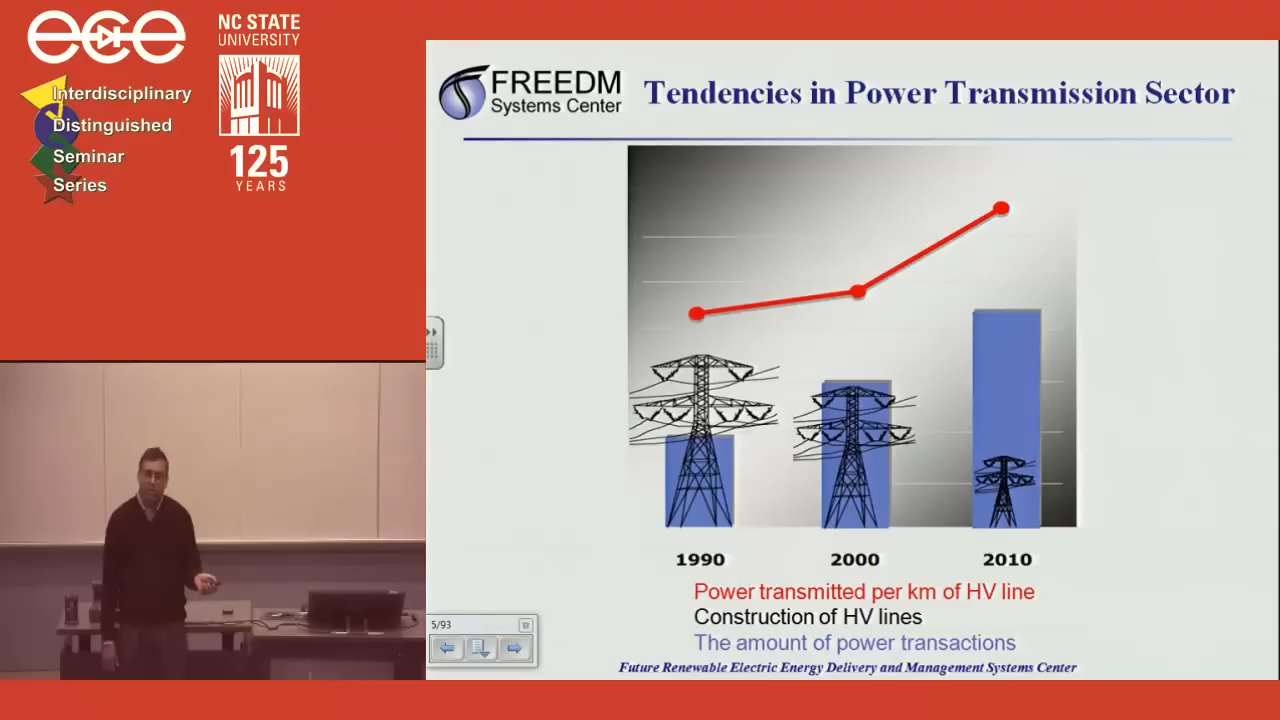 ece
NC STATE
UNIVERSITY
Interdisciplinary
Distinguished
Seminar
Series
125
YEARS
FREEDM
Systems Center
Tendencies in Power Transmission Sector
1990
2000
2010
Power transmitted per km of HV line
Construction of HV lines
The amount of power transactions
5/93
Future Renewable Electric Energy Delivery and Management Systems Center